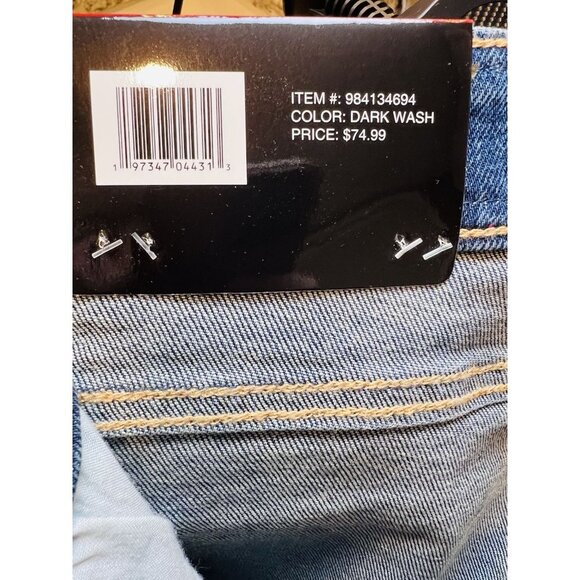 ITEM #: 984134694
COLOR: DARK WASH
PRICE: $74.99
1 97347 04431 3